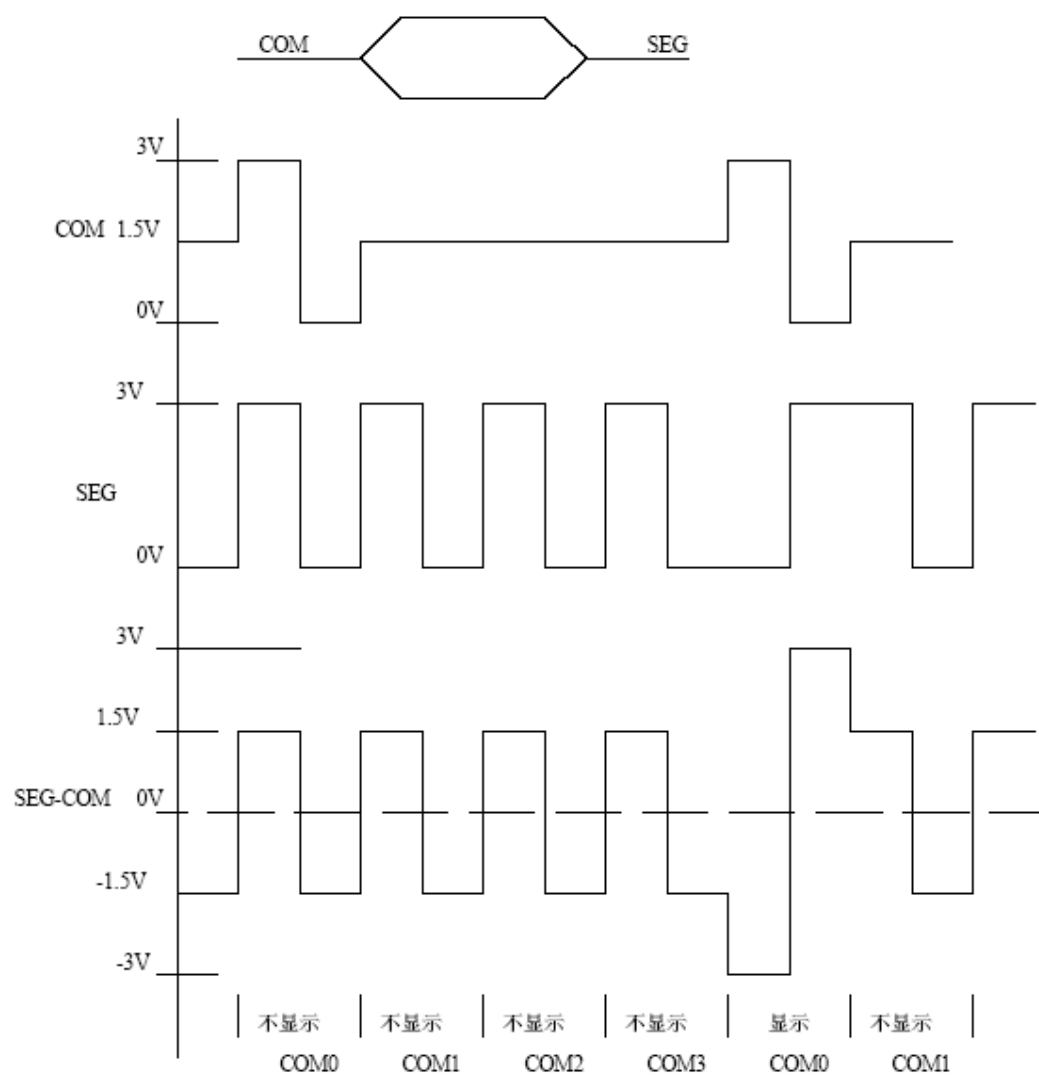 COM SEG
3V
COM 1.5V
0V
3V
SEG
0V
3V
1.5V
SEG-COM 0V
-1.5V
-3V
不显示 不显示 不显示 不显示 显示 不显示
COM0 COM1 COM2 COM3 COM0 COM1